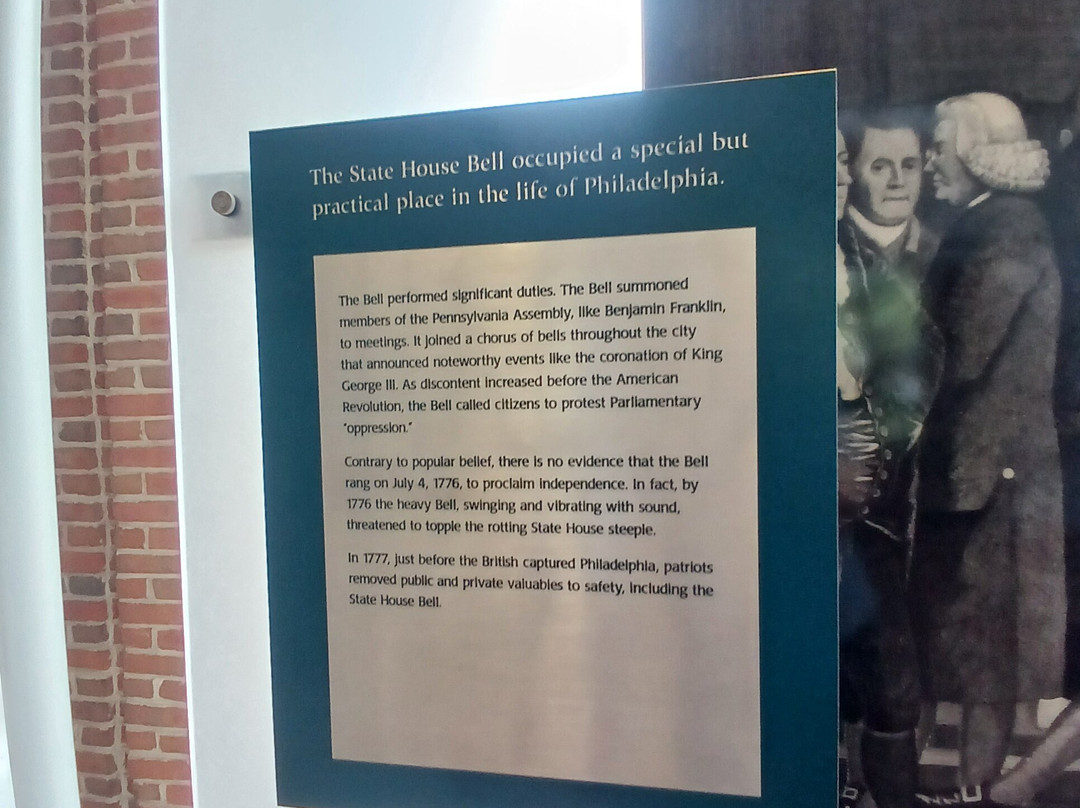 The State House Bell occupied a special but
practical place in the life of Philadelphia.
The Bell performed significant duties. The Bell summoned
members of the Pennsylvania Assembly, like Benjamin Franklin,
to meetings. It joined a chorus of bells throughout the city
that announced noteworthy events like the coronation of King
George III. As discontent increased before the American
Revolution, the Bell called citizens to protest Parliamentary
"oppression."
Contrary to popular belief, there is no evidence that the Bell
rang on July 4, 1776, to proclaim independence. In fact, by
1776 the heavy Bell, swinging and vibrating with sound,
threatened to topple the rotting State House steeple.
In 1777, just before the British captured Philadelphia, patriots
removed public and private valuables to safety, including the
State House Bell.